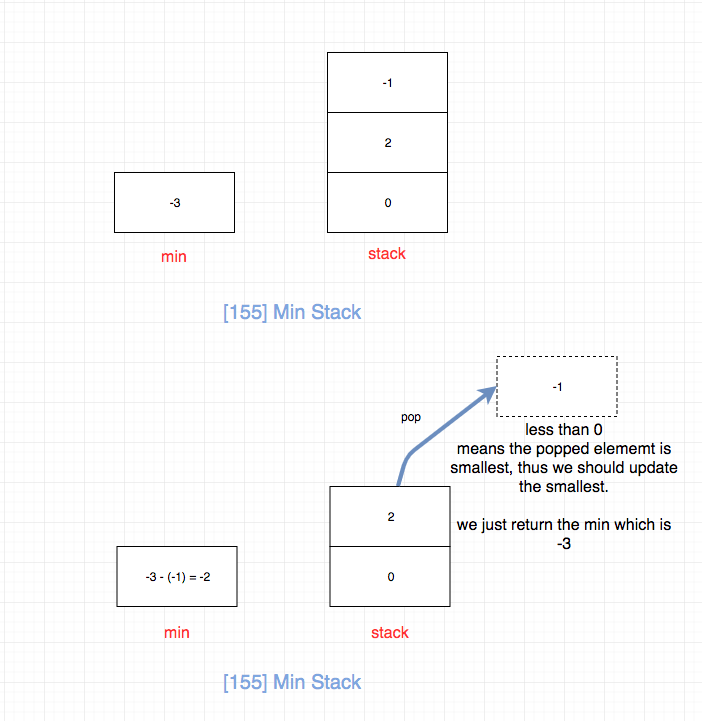 -1
2
-3
0
min
stack
[155] Min Stack
-1
pop
less than 0
means the popped elememt is
smallest, thus we should update
the smallest.
we just return the min which is
-3
2
-3 - (-1) = -2
0
min
stack
[155] Min Stack